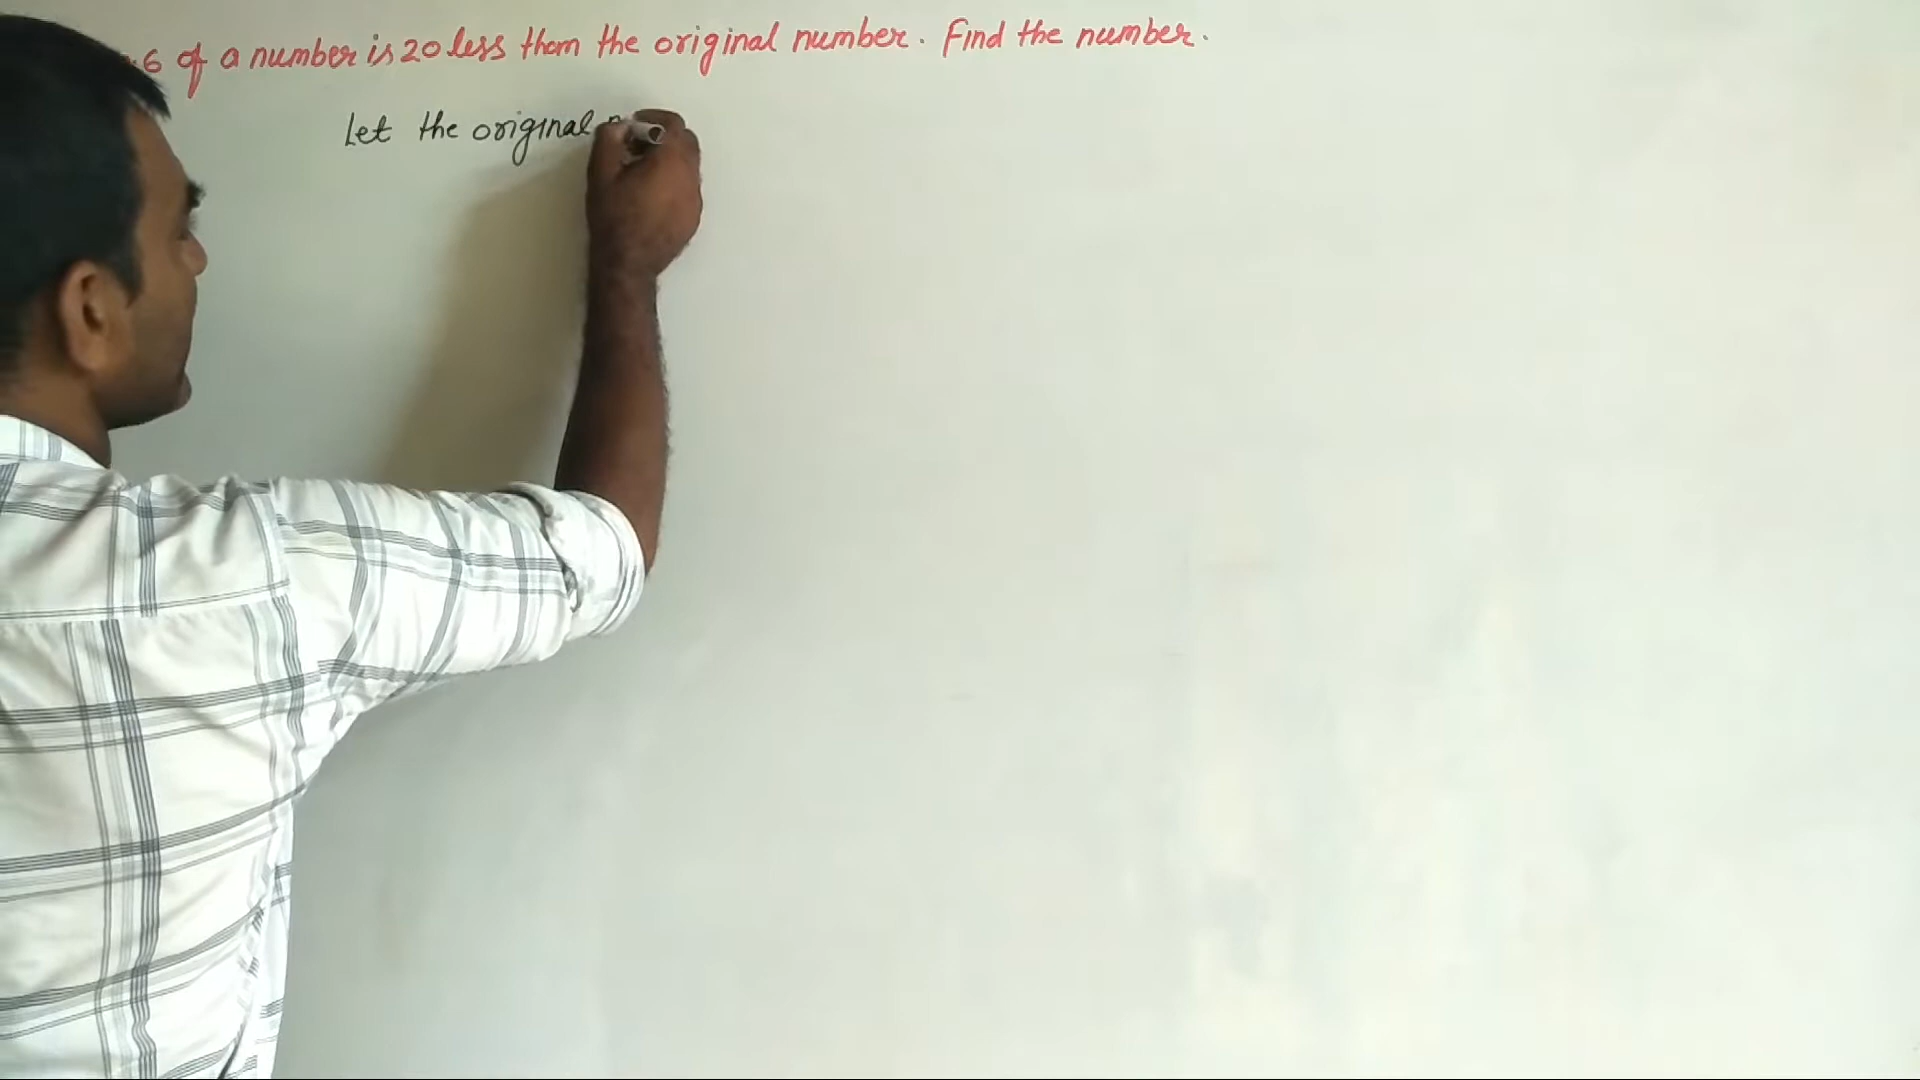 .6 of a number is 20 less than the original number. Find the number.
Let the original